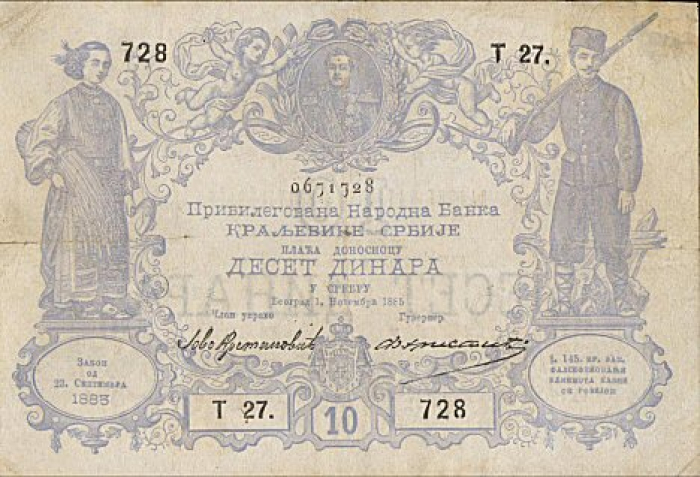 728
Т 27.
0671728
Привилегована Народна Банка
Краљевине Србије
плаћа доносиоцу
ДЕСЕТ ДИНАРА
у сребру
Београд 1. Новембра 1885
Члан управе
Гувернер
Закон
од
23. Септембра
1883
§. 145. кр. зак.
фалсификовани
банкнота казни
се робијом
Т 27.
10
728